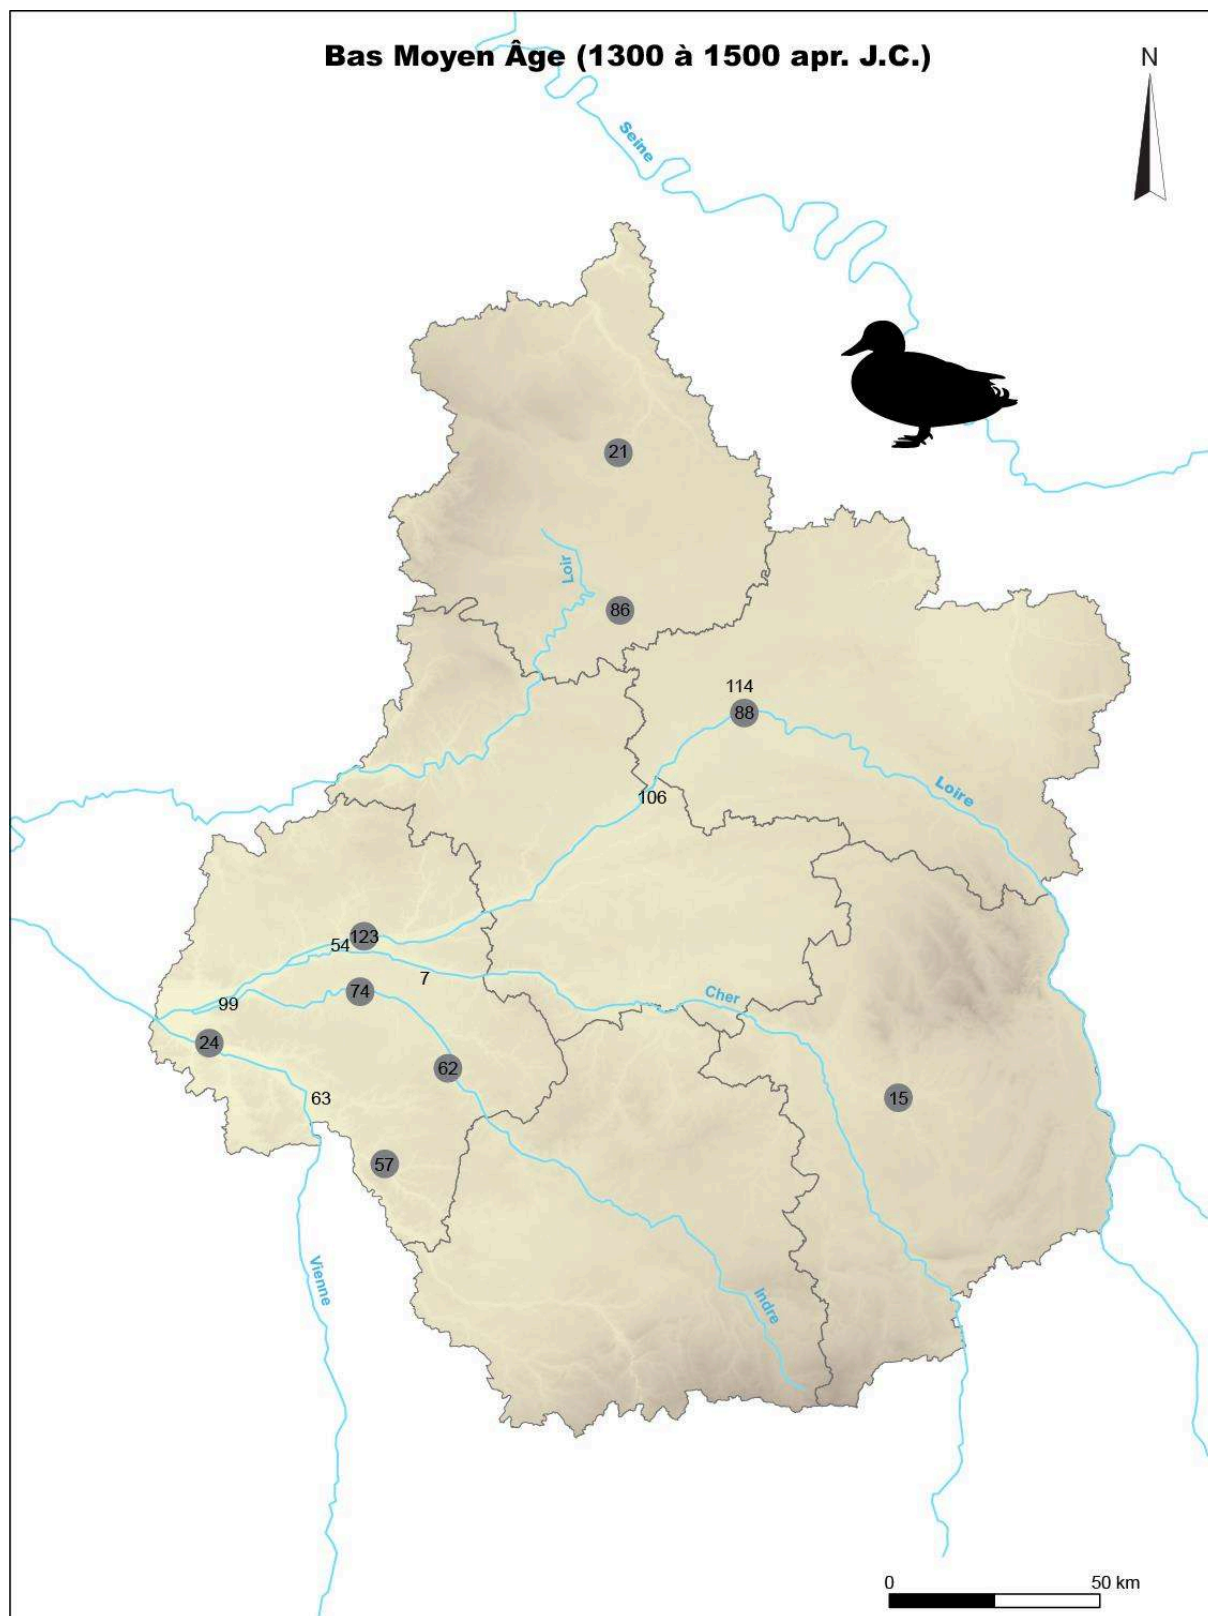 Bas Moyen Âge (1300 à 1500 apr. J.C.)
N
Seine
21
Loir
86
114
88
106
Loire
123
54
7
74
99
Cher
24
62
63
15
57
Vienne
Indre
0 50 km